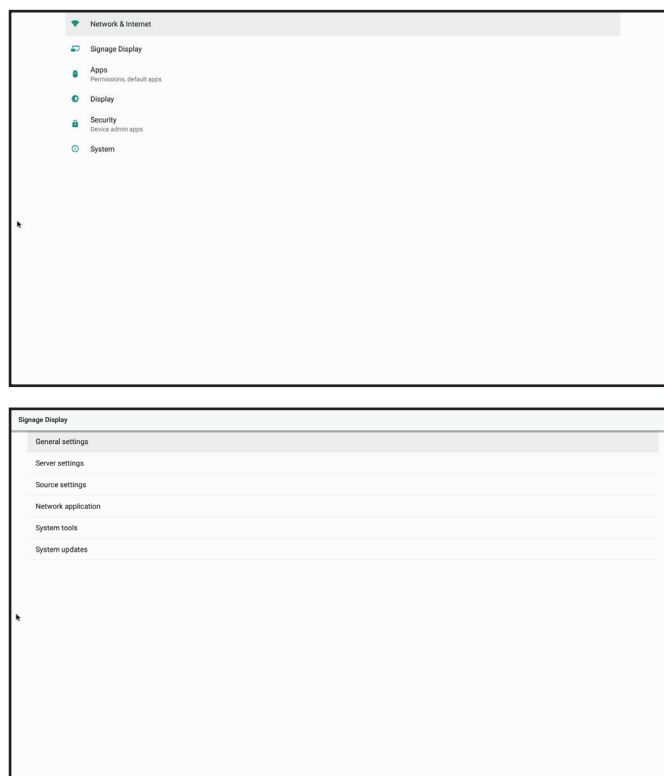 Network & Internet
Signage Display
Apps
Permissions, default apps
Display
Security
Device admin apps
System
Signage Display
General settings
Server settings
Source settings
Network application
System tools
System updates